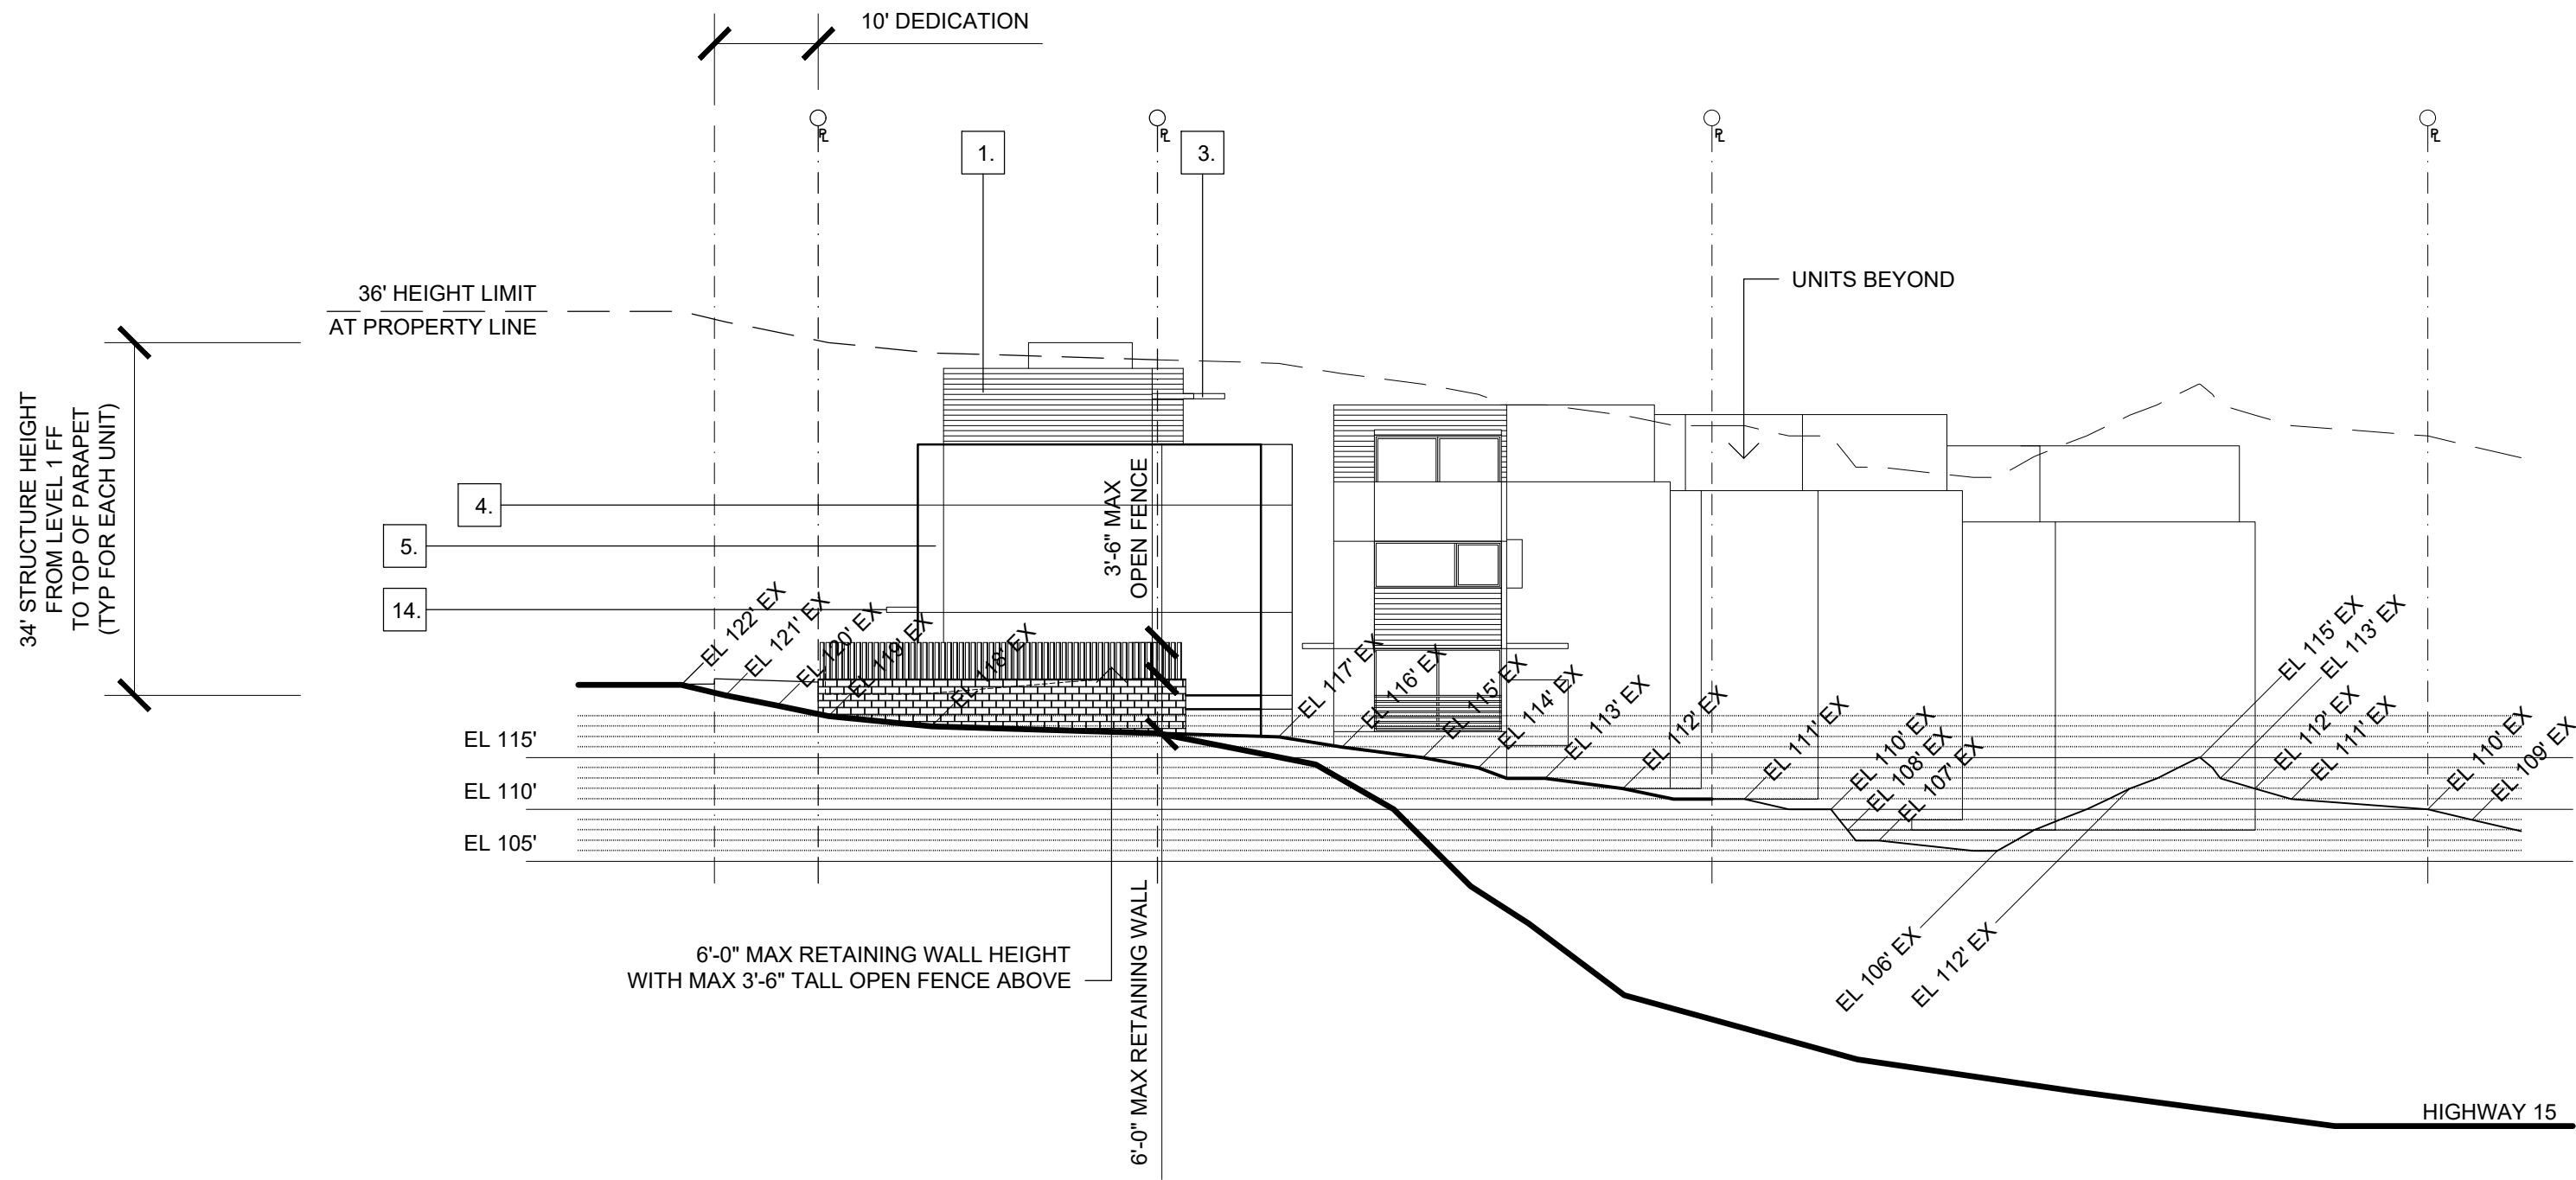 10' DEDICATION
℄
℄
℄
℄
1.
3.
36' HEIGHT LIMIT
AT PROPERTY LINE
UNITS BEYOND
34' STRUCTURE HEIGHT
FROM LEVEL 1 FF
TO TOP OF PARAPET
(TYP FOR EACH UNIT)
4.
5.
14.
3'-6" MAX
OPEN FENCE
EL 122' EX
EL 121' EX
EL 120' EX
EL 119' EX
EL 118' EX
EL 117' EX
EL 116' EX
EL 115' EX
EL 114' EX
EL 113' EX
EL 112' EX
EL 111' EX
EL 110' EX
EL 108' EX
EL 107' EX
EL 115' EX
EL 113' EX
EL 112' EX
EL 111' EX
EL 110' EX
EL 109' EX
EL 115'
EL 110'
EL 105'
EL 106' EX
EL 112' EX
6'-0" MAX RETAINING WALL HEIGHT
WITH MAX 3'-6" TALL OPEN FENCE ABOVE
6'-0" MAX RETAINING WALL
HIGHWAY 15